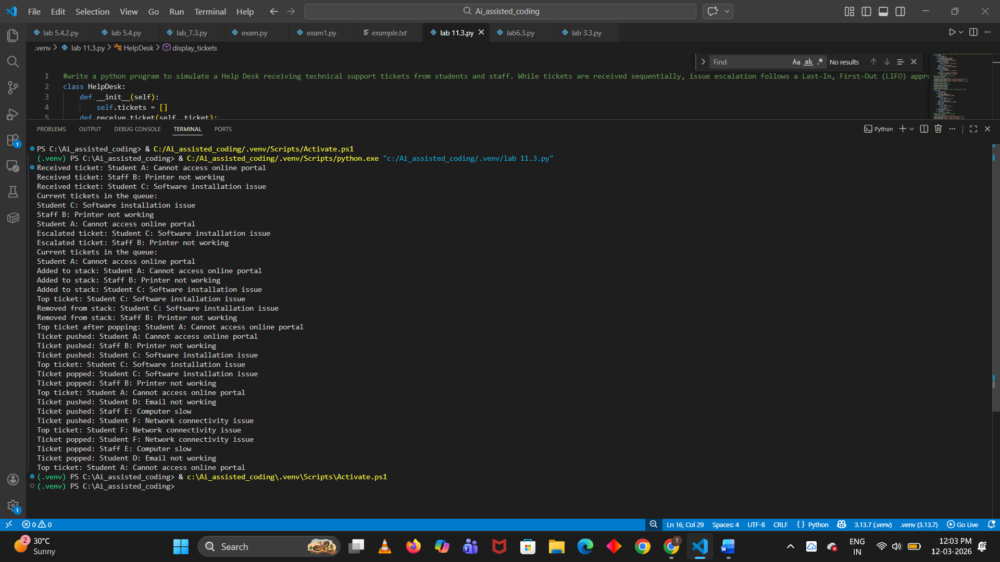 File Edit Selection View Go Run Terminal Help
Ai_assisted_coding
lab 5.4.2.py lab 5.4.py lab_7.3.py exam.py exam1.py example.txt lab 11.3.py lab6.3.py lab 3.3.py
.venv > lab 11.3.py > HelpDesk > display_tickets
Find Aa ab .* No results
1 #write a python program to simulate a Help Desk receiving technical support tickets from students and staff. While tickets are received sequentially, issue escalation follows a Last-In, First-Out (LIFO) appro
2 class HelpDesk:
3 def __init__(self):
4 self.tickets = []
5 def receive_ticket(self, ticket):
PROBLEMS OUTPUT DEBUG CONSOLE TERMINAL PORTS
Python
PS C:\Ai_assisted_coding> & C:/Ai_assisted_coding/.venv/Scripts/Activate.ps1
(.venv) PS C:\Ai_assisted_coding> & C:/Ai_assisted_coding/.venv/Scripts/python.exe "c:/Ai_assisted_coding/.venv/lab 11.3.py"
Received ticket: Student A: Cannot access online portal
Received ticket: Staff B: Printer not working
Received ticket: Student C: Software installation issue
Current tickets in the queue:
Student C: Software installation issue
Staff B: Printer not working
Student A: Cannot access online portal
Escalated ticket: Student C: Software installation issue
Escalated ticket: Staff B: Printer not working
Current tickets in the queue:
Student A: Cannot access online portal
Added to stack: Student A: Cannot access online portal
Added to stack: Staff B: Printer not working
Added to stack: Student C: Software installation issue
Top ticket: Student C: Software installation issue
Removed from stack: Student C: Software installation issue
Removed from stack: Staff B: Printer not working
Top ticket after popping: Student A: Cannot access online portal
Ticket pushed: Student A: Cannot access online portal
Ticket pushed: Staff B: Printer not working
Ticket pushed: Student C: Software installation issue
Top ticket: Student C: Software installation issue
Ticket popped: Student C: Software installation issue
Ticket popped: Staff B: Printer not working
Top ticket: Student A: Cannot access online portal
Ticket pushed: Student D: Email not working
Ticket pushed: Staff E: Computer slow
Ticket pushed: Student F: Network connectivity issue
Top ticket: Student F: Network connectivity issue
Ticket popped: Student F: Network connectivity issue
Ticket popped: Staff E: Computer slow
Ticket popped: Student D: Email not working
Top ticket: Student A: Cannot access online portal
(.venv) PS C:\Ai_assisted_coding> & c:\Ai_assisted_coding\.venv\Scripts\Activate.ps1
(.venv) PS C:\Ai_assisted_coding>
1
1
0 0
Ln 16, Col 29 Spaces: 4 UTF-8 CRLF { } Python 3.13.7 (.venv) .venv (3.13.7) Go Live
2 30°C
Sunny
Search
T
ENG
IN
12:03 PM
12-03-2026